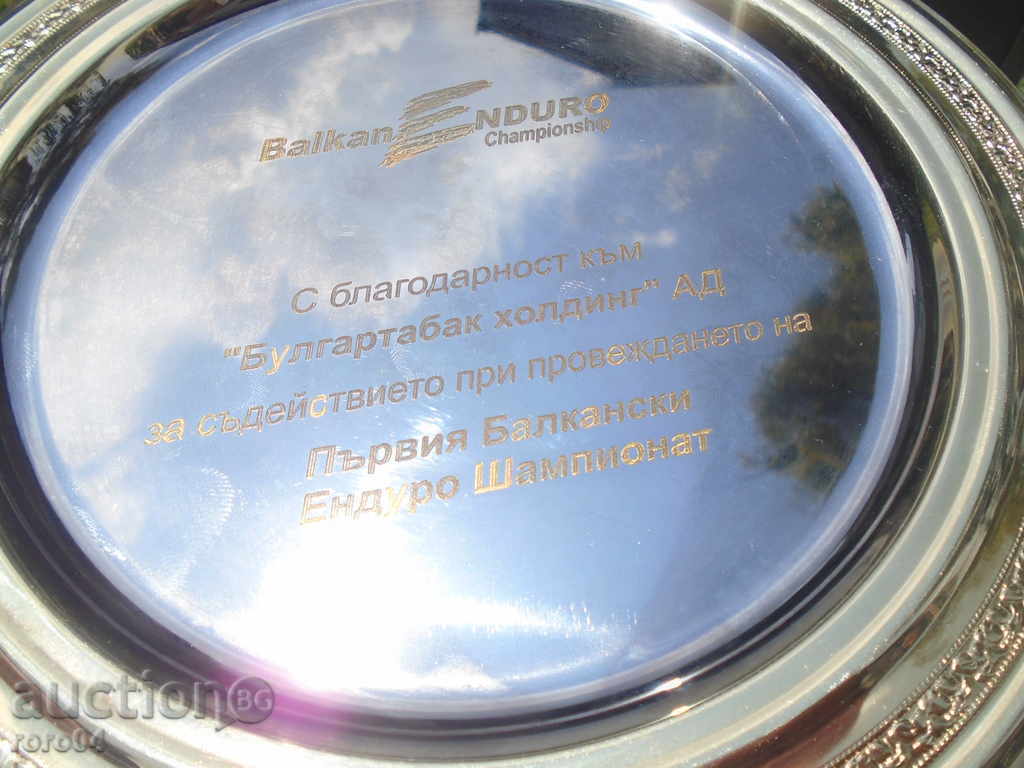 Balkan ENDURO
Championship
С благодарност към
"'Булгартабак холдинг" АД
за съдействието при провеждането на
Първия Балкански
Ендуро Шампионат
auction BG
roro04